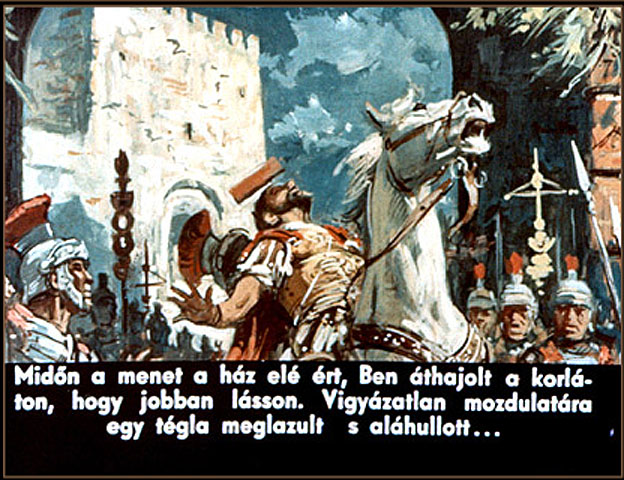 Midőn a menet a ház elé ért, Ben áthajolt a korlá-
ton, hogy jobban lásson. Vigyázatlan mozdulatára
egy tégla meglazult s aláhullott...